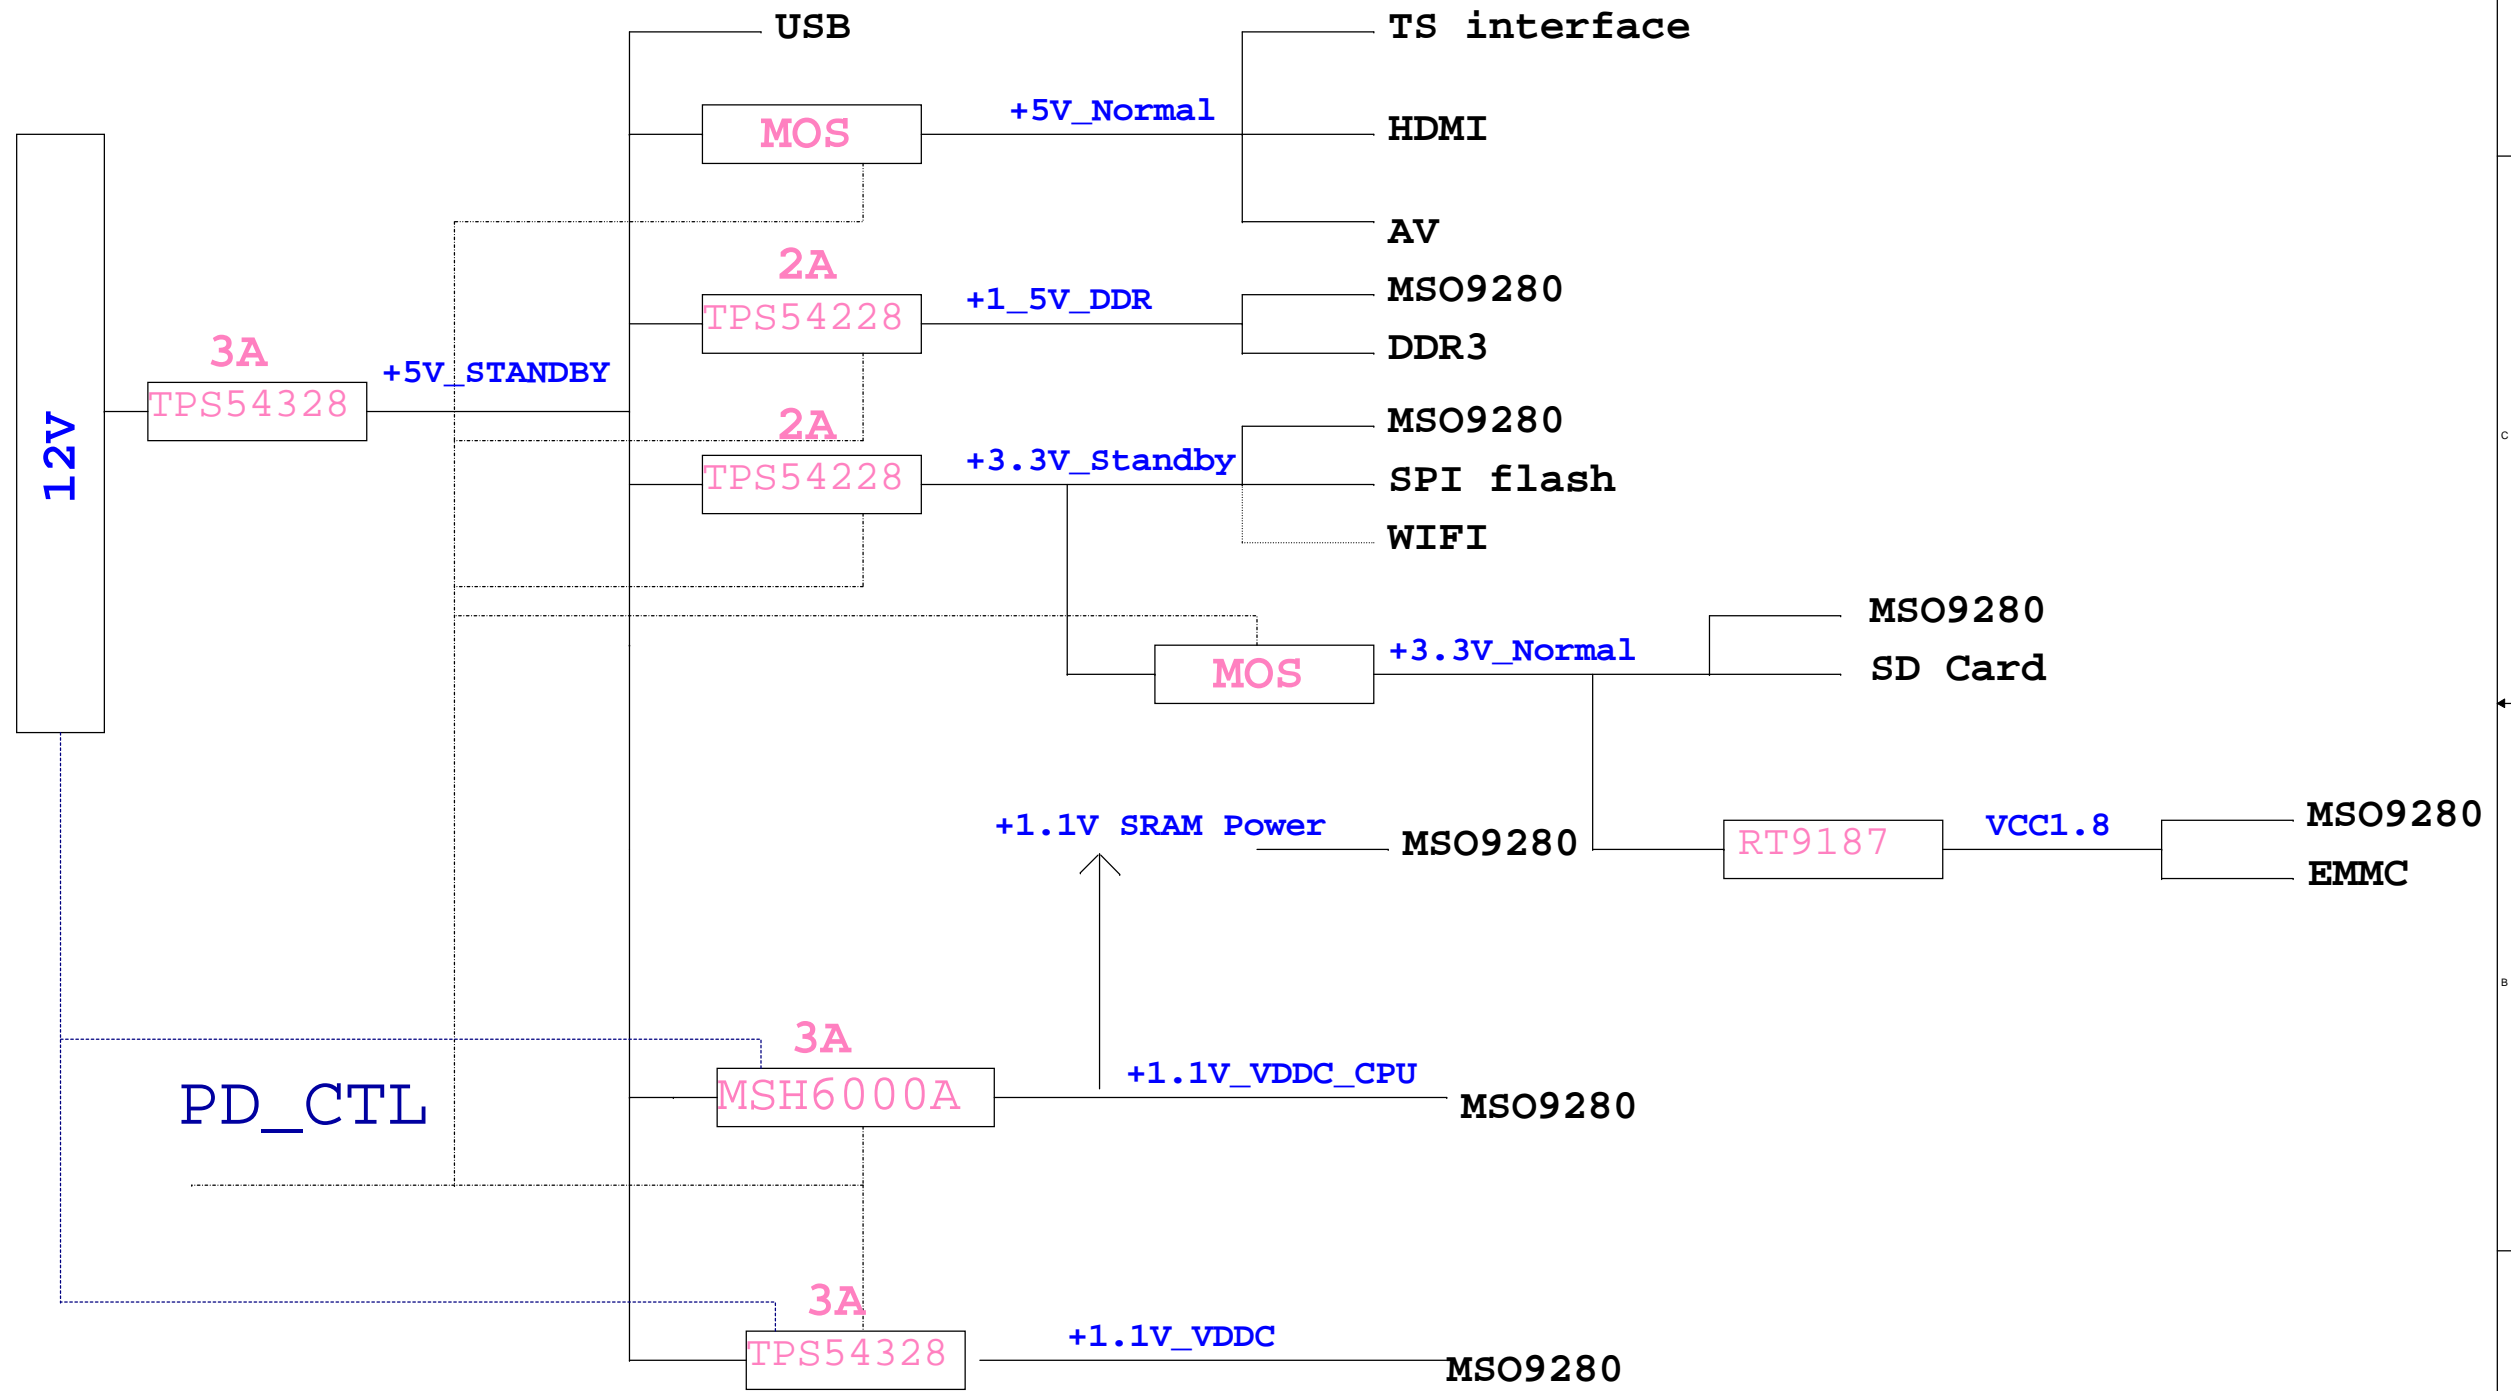 USB
TS interface
MOS
+5V_Normal
HDMI
AV
2A
TPS54228
+1_5V_DDR
MSO9280
DDR3
12V
3A
TPS54328
+5V_STANDBY
2A
TPS54228
+3.3V_Standby
MSO9280
SPI flash
WIFI
C
MOS
+3.3V_Normal
MSO9280
SD Card
+1.1V SRAM Power
MSO9280
RT9187
VCC1.8
MSO9280
EMMC
B
3A
MSH6000A
+1.1V_VDDC_CPU
MSO9280
PD_CTL
3A
TPS54328
+1.1V_VDDC
MSO9280